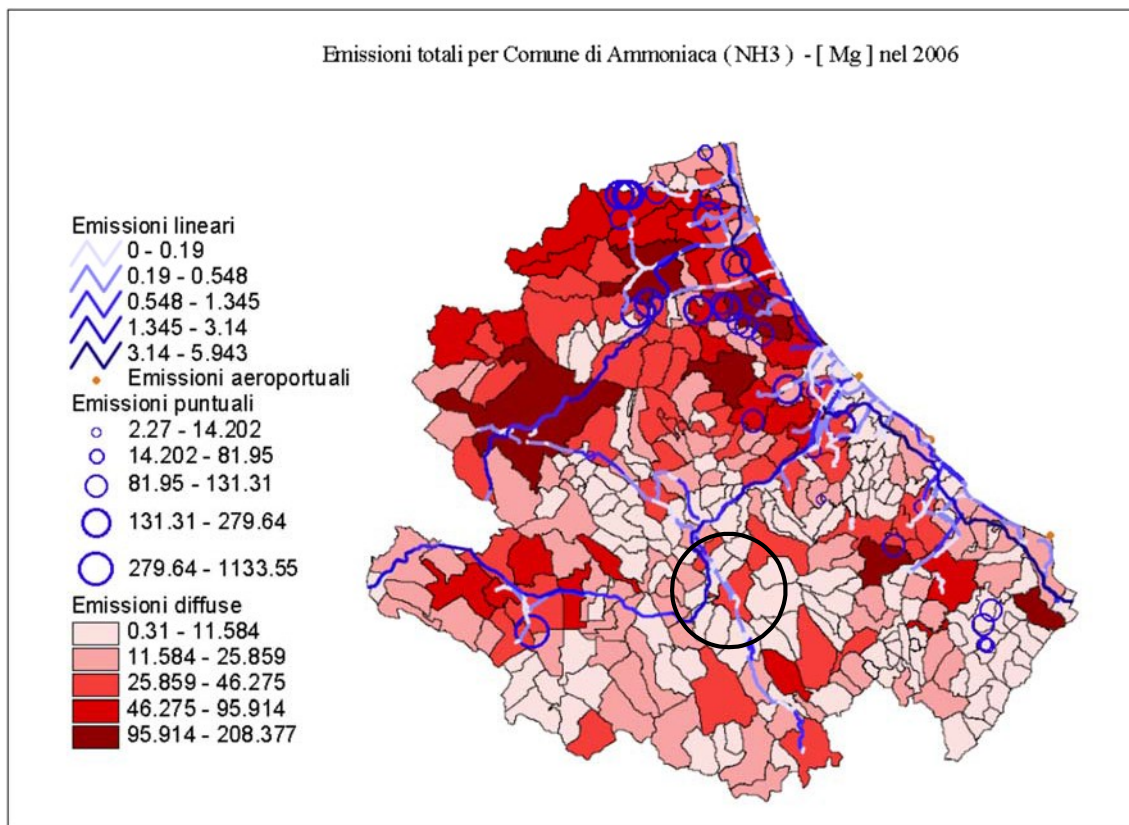 Emissioni totali per Comune di Ammoniaca ( NH3 ) - [ Mg ] nel 2006
Emissioni lineari
0 - 0.19
0.19 - 0.548
0.548 - 1.345
1.345 - 3.14
3.14 - 5.943
Emissioni aeroportuali
Emissioni puntuali
2.27 - 14.202
14.202 - 81.95
81.95 - 131.31
131.31 - 279.64
279.64 - 1133.55
Emissioni diffuse
0.31 - 11.584
11.584 - 25.859
25.859 - 46.275
46.275 - 95.914
95.914 - 208.377